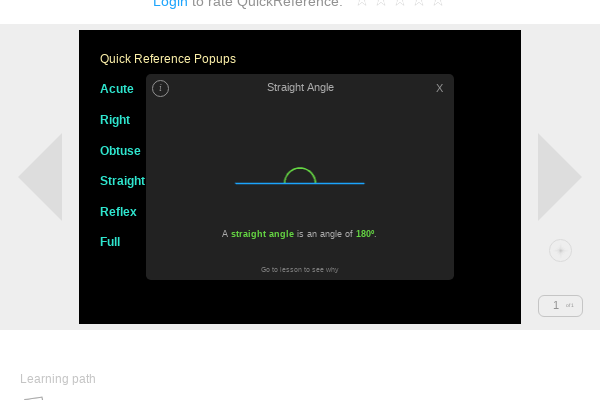 Login to rate QuickReference.
Quick Reference Popups
Acute
Right
Obtuse
Straight
Reflex
Full
i
Straight Angle
X
A straight angle is an angle of 180º.
Go to lesson to see why
1
Learning path